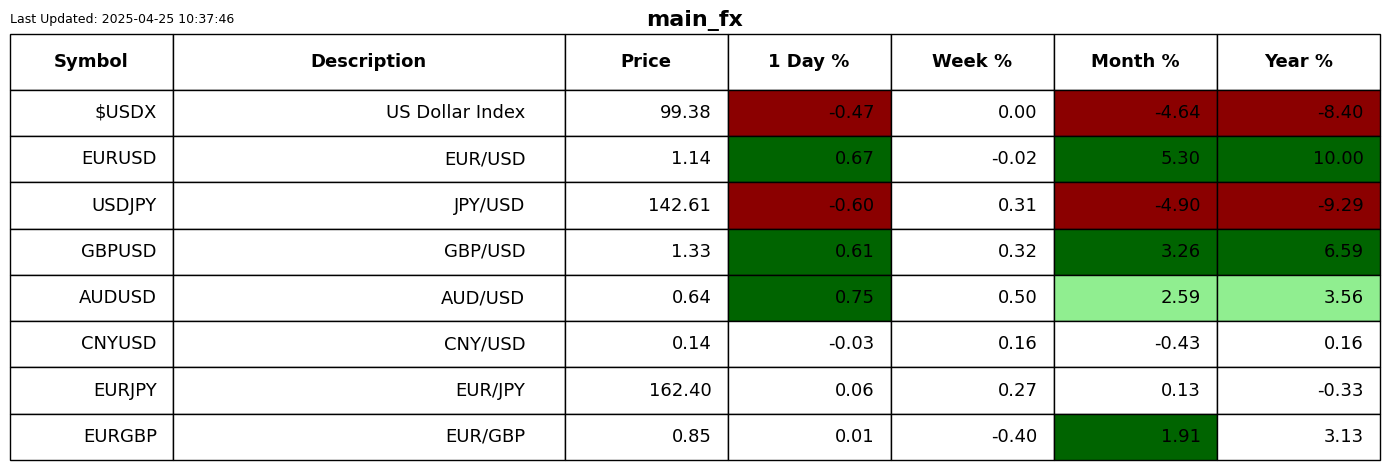 Last Updated: 2025-04-25 10:37:46
main_fx
Symbol Description Price 1 Day % Week % Month % Year %
$USDX US Dollar Index 99.38 -0.47 0.00 -4.64 -8.40
EURUSD EUR/USD 1.14 0.67 -0.02 5.30 10.00
USDJPY JPY/USD 142.61 -0.60 0.31 -4.90 -9.29
GBPUSD GBP/USD 1.33 0.61 0.32 3.26 6.59
AUDUSD AUD/USD 0.64 0.75 0.50 2.59 3.56
CNYUSD CNY/USD 0.14 -0.03 0.16 -0.43 0.16
EURJPY EUR/JPY 162.40 0.06 0.27 0.13 -0.33
EURGBP EUR/GBP 0.85 0.01 -0.40 1.91 3.13